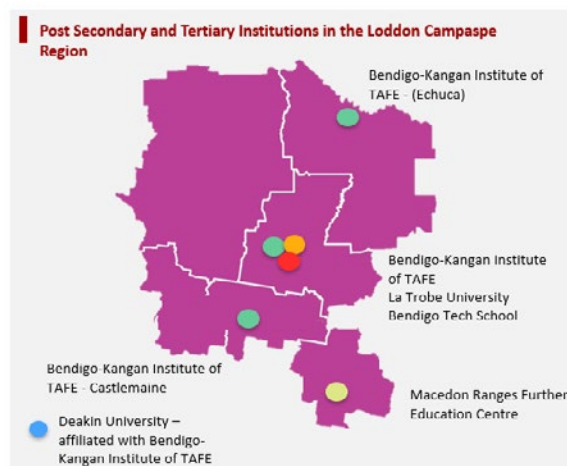 Post Secondary and Tertiary Institutions in the Loddon Campaspe
Region
Bendigo-Kangan Institute of
TAFE - (Echuca)
Bendigo-Kangan Institute
of TAFE
La Trobe University
Bendigo Tech School
Bendigo-Kangan Institute of
TAFE - Castlemaine
Macedon Ranges Further
Education Centre
Deakin University –
affiliated with Bendigo-
Kangan Institute of TAFE